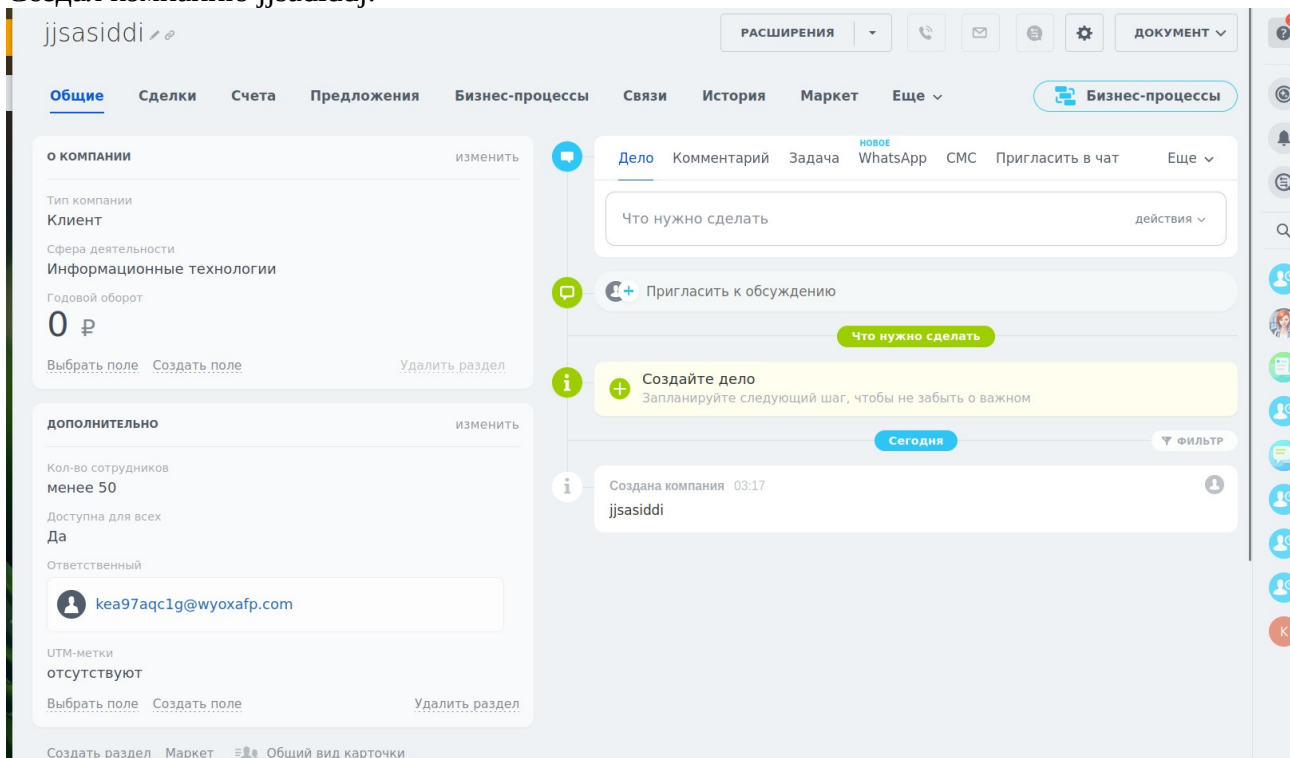 jjsasiddi
РАСШИРЕНИЯ
ДОКУМЕНТ
Общие Сделки Счета Предложения Бизнес-процессы Связи История Маркет Еще
Бизнес-процессы
О КОМПАНИИ изменить
Тип компании
Клиент
Сфера деятельности
Информационные технологии
Годовой оборот
0 ₽
Выбрать поле Создать поле Удалить раздел
ДОПОЛНИТЕЛЬНО изменить
Кол-во сотрудников
менее 50
Доступна для всех
Да
Ответственный
kea97aqc1g@wyoxafp.com
UTM-метки
отсутствуют
Выбрать поле Создать поле Удалить раздел
Создать раздел Маркет Общий вид карточки
НОВОЕ
Дело Комментарий Задача WhatsApp СМС Пригласить в чат Еще
Что нужно сделать действия
Пригласить к обсуждению
Что нужно сделать
Создайте дело
Запланируйте следующий шаг, чтобы не забыть о важном
Сегодня
ФИЛЬТР
Создана компания 03:17
jjsasiddi
K